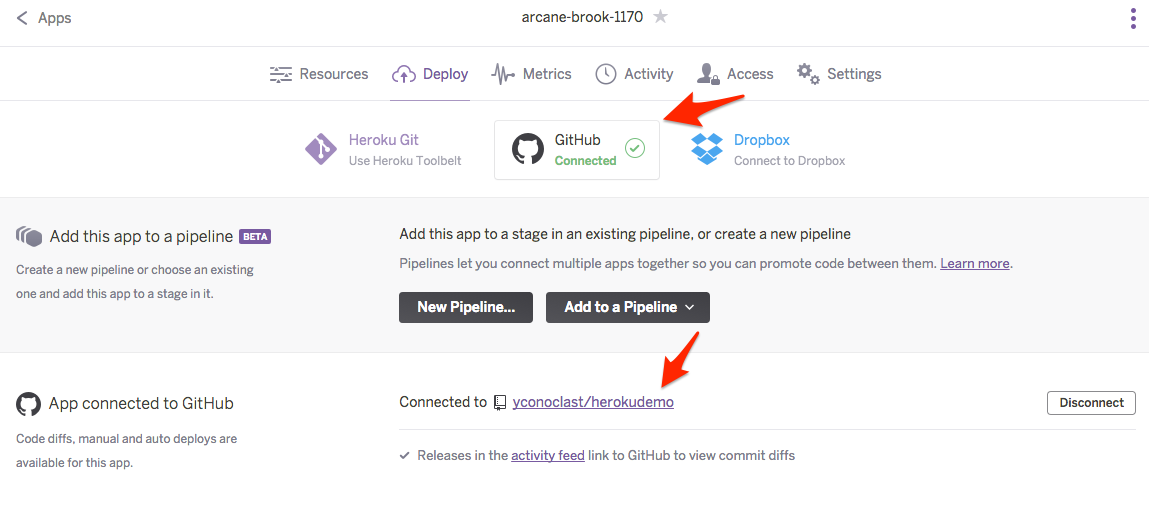 Apps
arcane-brook-1170
Resources
Deploy
Metrics
Activity
Access
Settings
Heroku Git
Use Heroku Toolbelt
GitHub
Connected
Dropbox
Connect to Dropbox
Add this app to a pipeline BETA
Create a new pipeline or choose an existing
one and add this app to a stage in it.
Add this app to a stage in an existing pipeline, or create a new pipeline
Pipelines let you connect multiple apps together so you can promote code between them. Learn more.
New Pipeline...
Add to a Pipeline
App connected to GitHub
Code diffs, manual and auto deploys are
available for this app.
Connected to yconoclast/herokudemo
Disconnect
Releases in the activity feed link to GitHub to view commit diffs